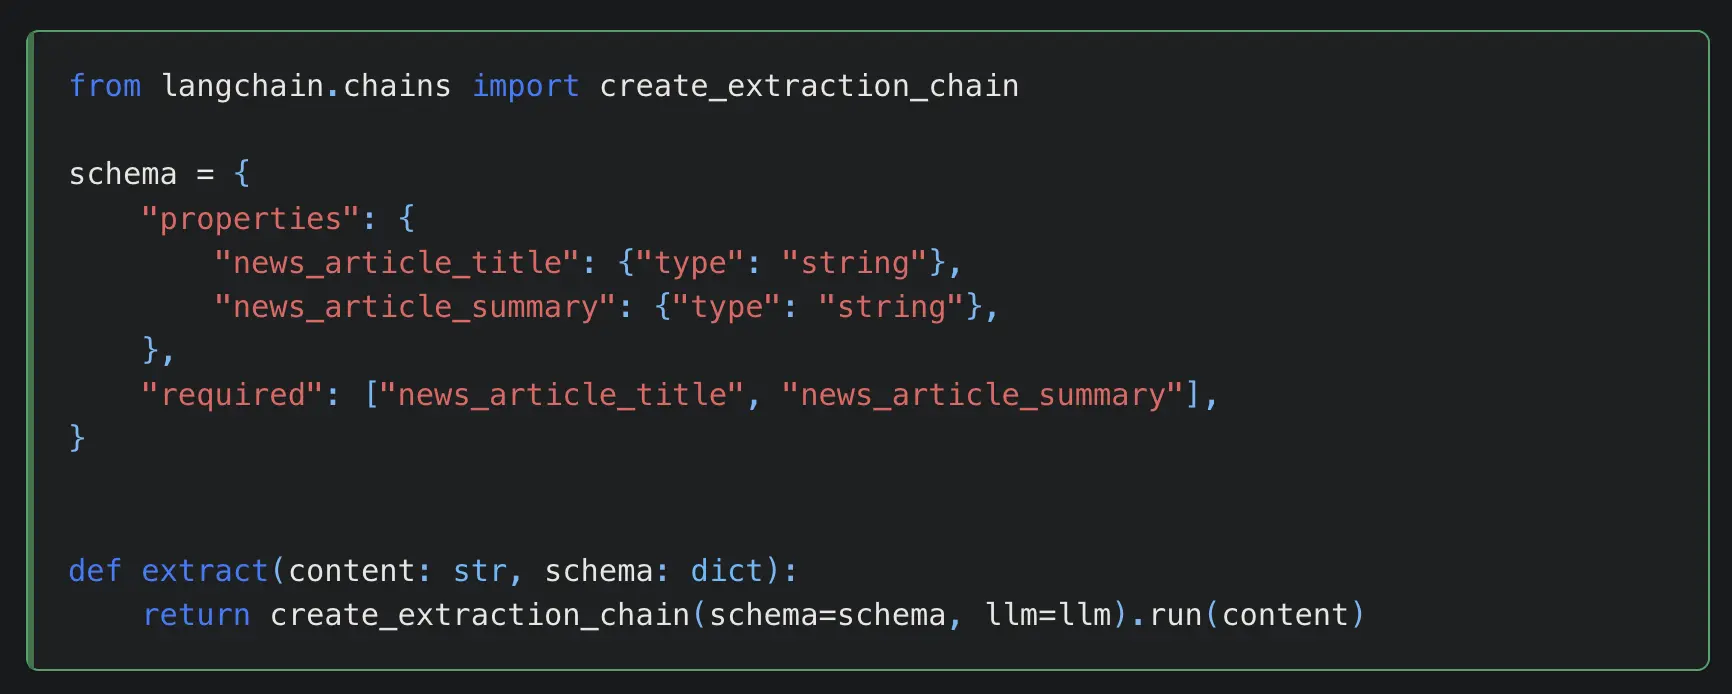 from langchain.chains import create_extraction_chain
schema = {
    "properties": {
        "news_article_title": {"type": "string"},
        "news_article_summary": {"type": "string"},
    },
    "required": ["news_article_title", "news_article_summary"],
}
def extract(content: str, schema: dict):
    return create_extraction_chain(schema=schema, llm=llm).run(content)